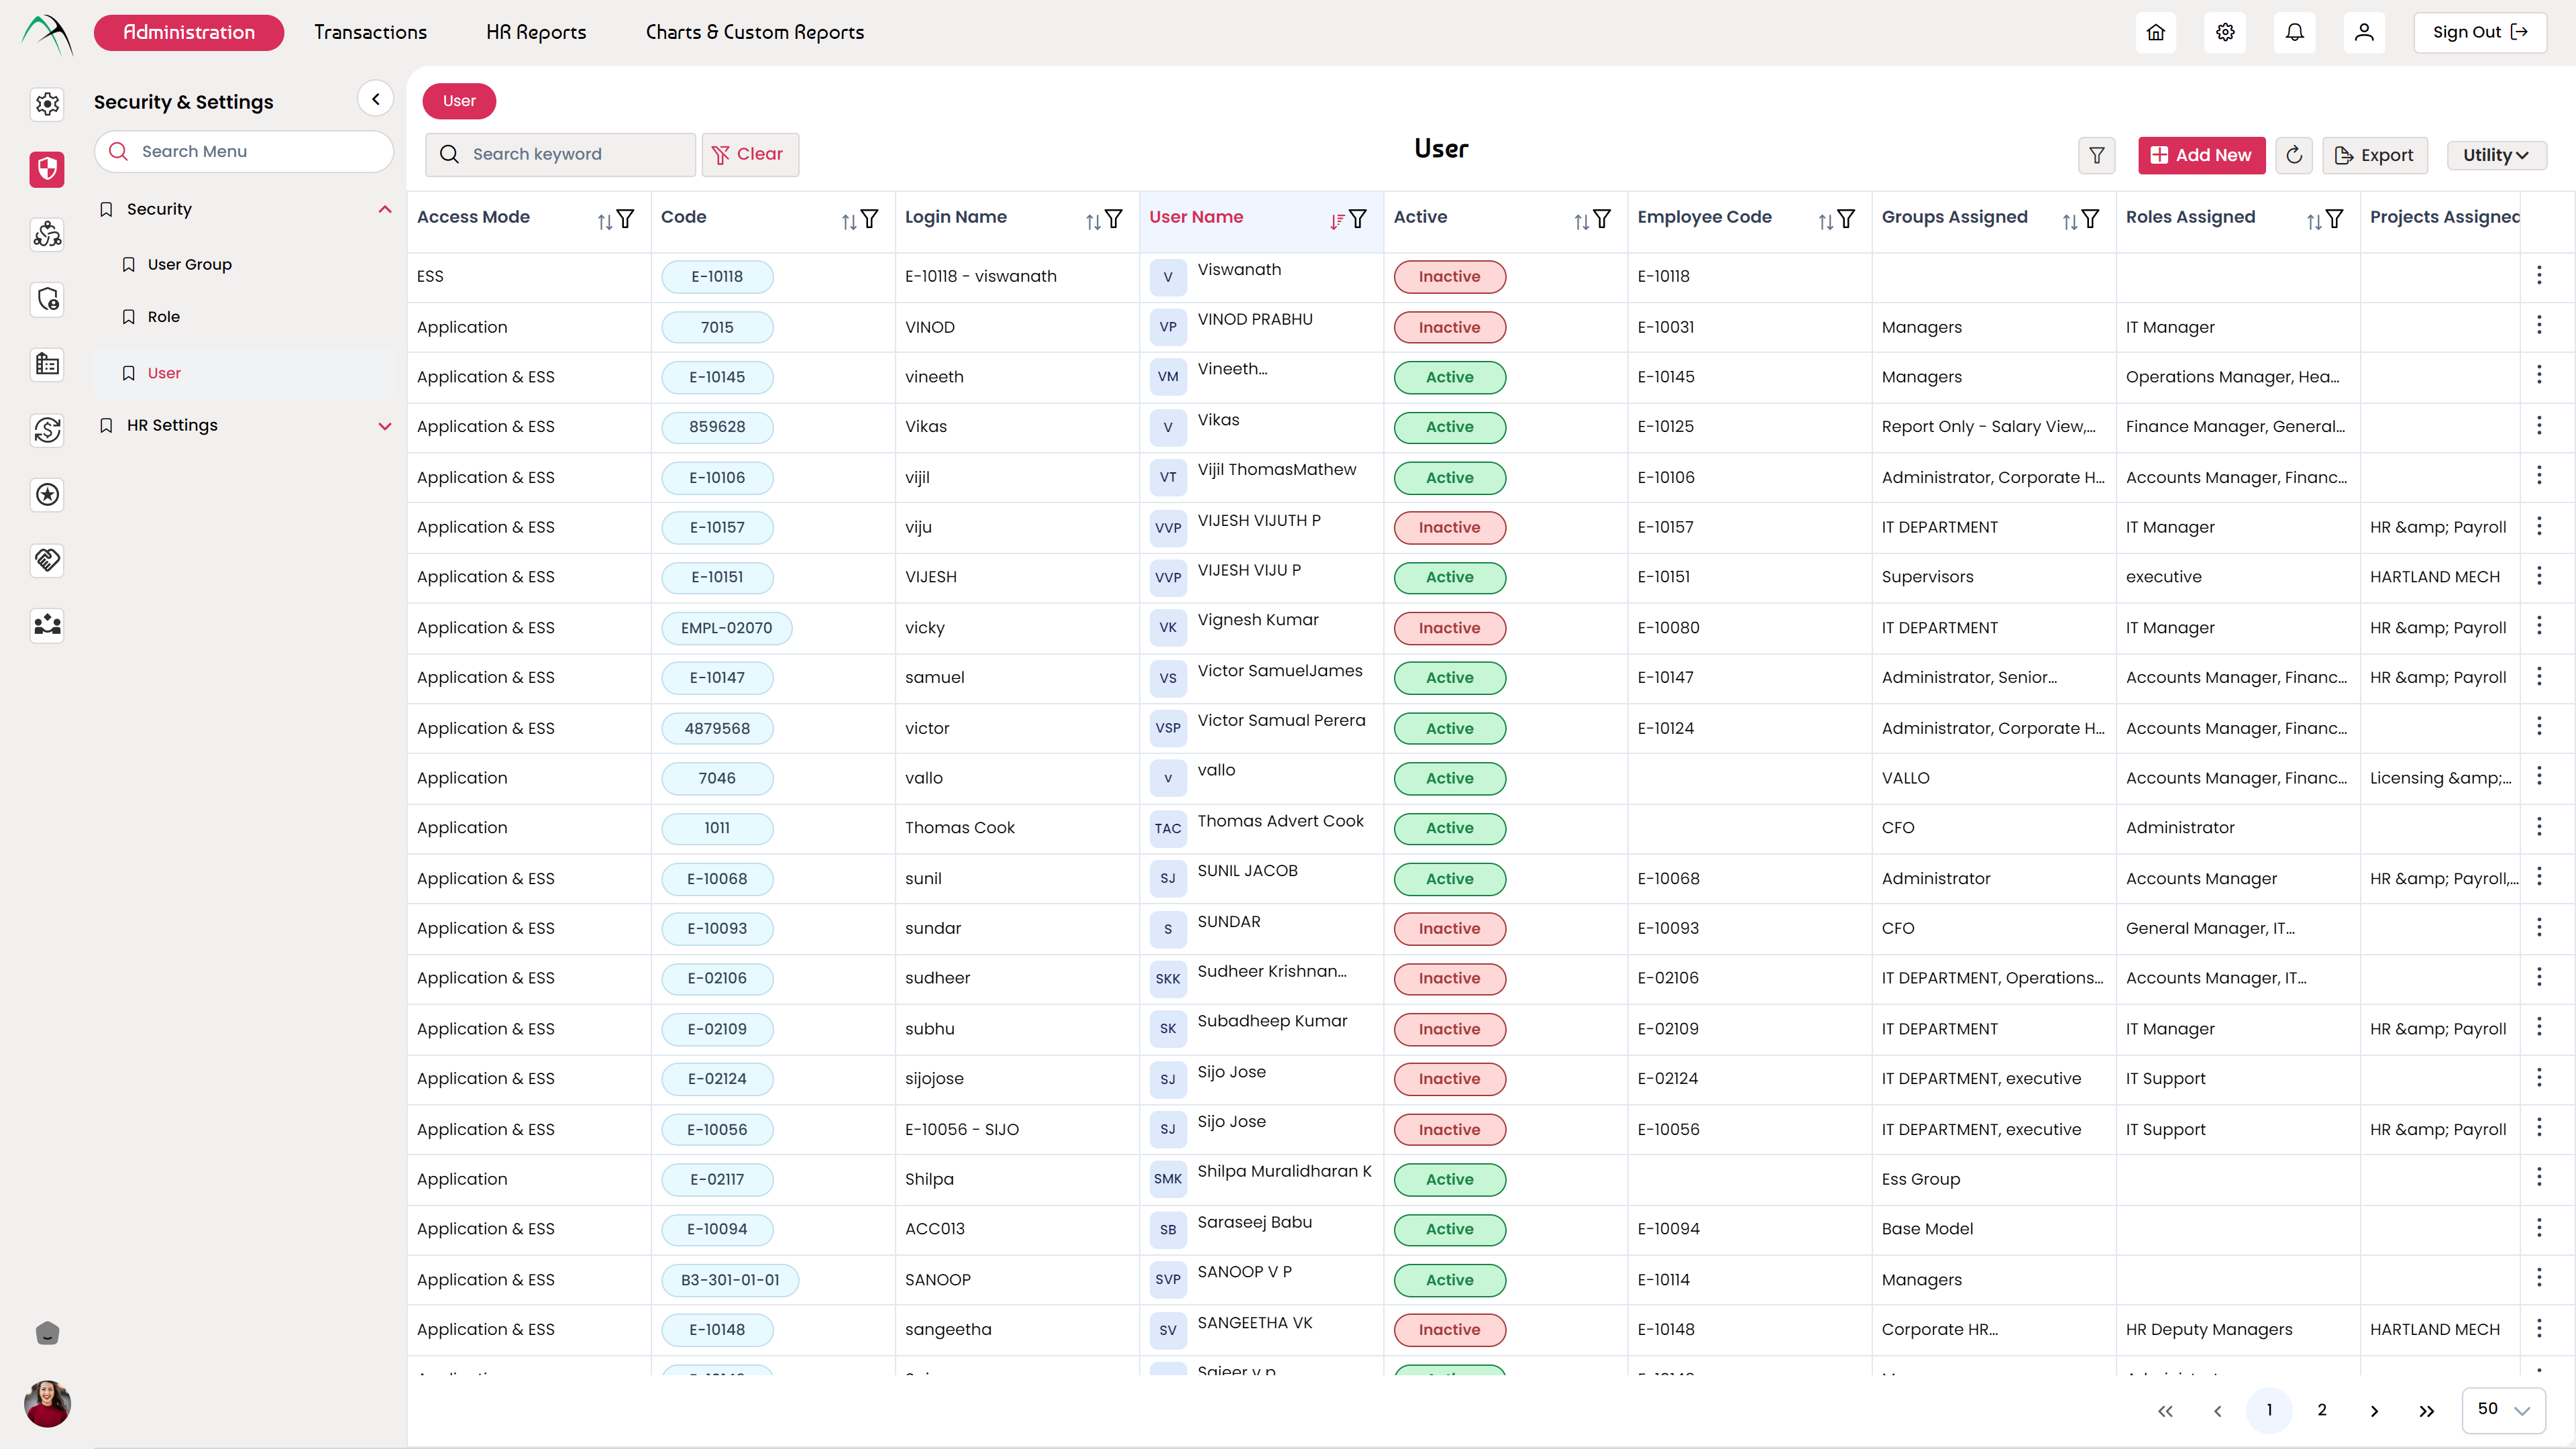 Administration
Transactions
HR Reports
Charts & Custom Reports
Sign Out
Security & Settings
Search Menu
Security
User Group
Role
User
HR Settings
User
Search keyword
Clear
User
Add New
Export
Utility
Access Mode Code Login Name User Name Active Employee Code Groups Assigned Roles Assigned Projects Assigned
ESS E-10118 E-10118 - viswanath V Viswanath Inactive E-10118
Application 7015 VINOD VP VINOD PRABHU Inactive E-10031 Managers IT Manager
Application & ESS E-10145 vineeth VM Vineeth... Active E-10145 Managers Operations Manager, Hea...
Application & ESS 859628 Vikas V Vikas Active E-10125 Report Only - Salary View,... Finance Manager, General...
Application & ESS E-10106 vijil VT Vijil ThomasMathew Active E-10106 Administrator, Corporate H... Accounts Manager, Financ...
Application & ESS E-10157 viju VVP VIJESH VIJUTH P Inactive E-10157 IT DEPARTMENT IT Manager HR &amp; Payroll
Application & ESS E-10151 VIJESH VVP VIJESH VIJU P Active E-10151 Supervisors executive HARTLAND MECH
Application & ESS EMPL-02070 vicky VK Vignesh Kumar Inactive E-10080 IT DEPARTMENT IT Manager HR &amp; Payroll
Application & ESS E-10147 samuel VS Victor SamuelJames Active E-10147 Administrator, Senior... Accounts Manager, Financ... HR &amp; Payroll
Application & ESS 4879568 victor VSP Victor Samual Perera Active E-10124 Administrator, Corporate H... Accounts Manager, Financ...
Application 7046 vallo v vallo Active VALLO Accounts Manager, Financ... Licensing &amp;...
Application 1011 Thomas Cook TAC Thomas Advert Cook Active CFO Administrator
Application & ESS E-10068 sunil SJ SUNIL JACOB Active E-10068 Administrator Accounts Manager HR &amp; Payroll,...
Application & ESS E-10093 sundar S SUNDAR Inactive E-10093 CFO General Manager, IT...
Application & ESS E-02106 sudheer SKK Sudheer Krishnan... Inactive E-02106 IT DEPARTMENT, Operations... Accounts Manager, IT...
Application & ESS E-02109 subhu SK Subadheep Kumar Inactive E-02109 IT DEPARTMENT IT Manager HR &amp; Payroll
Application & ESS E-02124 sijojose SJ Sijo Jose Inactive E-02124 IT DEPARTMENT, executive IT Support
Application & ESS E-10056 E-10056 - SIJO SJ Sijo Jose Inactive E-10056 IT DEPARTMENT, executive IT Support HR &amp; Payroll
Application E-02117 Shilpa SMK Shilpa Muralidharan K Active Ess Group
Application & ESS E-10094 ACC013 SB Saraseej Babu Active E-10094 Base Model
Application & ESS B3-301-01-01 SANOOP SVP SANOOP V P Active E-10114 Managers
Application & ESS E-10148 sangeetha SV SANGEETHA VK Inactive E-10148 Corporate HR... HR Deputy Managers HARTLAND MECH
1 2 50